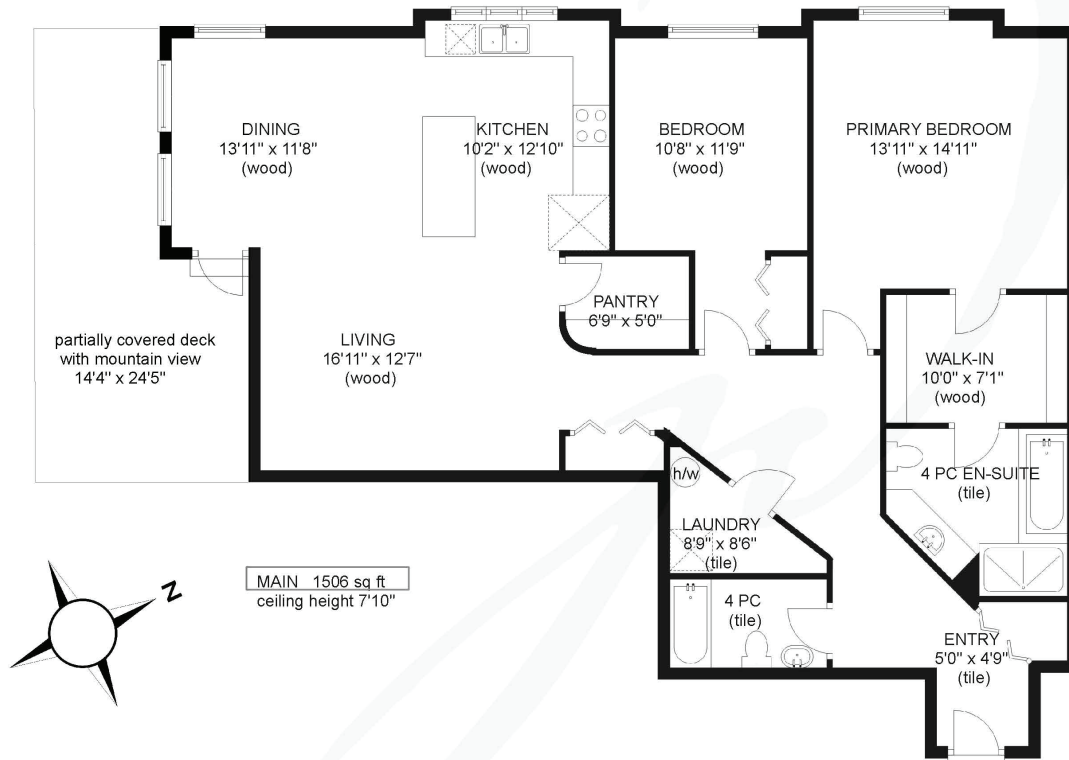 DINING
13'11" x 11'8"
(wood)
KITCHEN
10'2" x 12'10"
(wood)
BEDROOM
10'8" x 11'9"
(wood)
PRIMARY BEDROOM
13'11" x 14'11"
(wood)
PANTRY
6'9" x 5'0"
partially covered deck
with mountain view
14'4" x 24'5"
LIVING
16'11" x 12'7"
(wood)
WALK-IN
10'0" x 7'1"
(wood)
h/w
4 PC EN-SUITE
(tile)
LAUNDRY
8'9" x 8'6"
(tile)
MAIN 1506 sq ft
ceiling height 7'10"
N
4 PC
(tile)
ENTRY
5'0" x 4'9"
(tile)